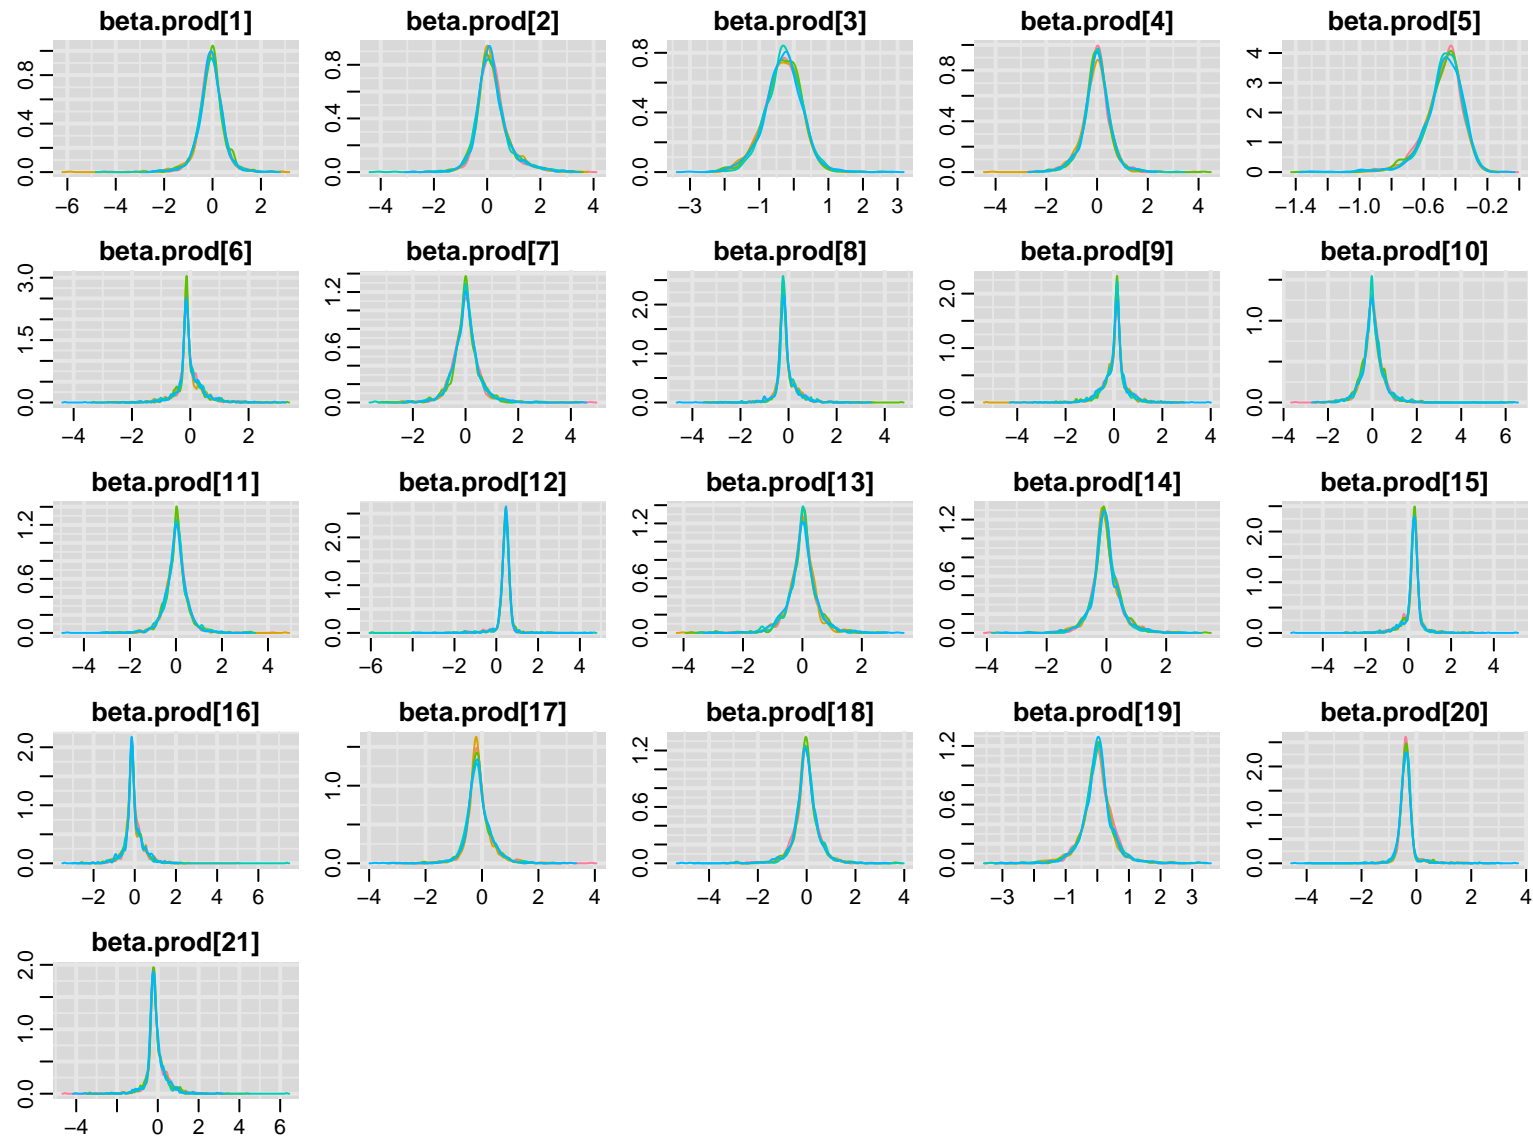 beta.prod[1]
0.8
0.4
0.0
−6 −4 −2 0 2
beta.prod[2]
0.8
0.4
0.0
−4 −2 0 2 4
beta.prod[3]
0.8
0.4
0.0
−3 −1 0 1 2 3
beta.prod[4]
0.8
0.4
0.0
−4 −2 0 2 4
beta.prod[5]
4
3
2
1
0
−1.4 −1.0 −0.6 −0.2
beta.prod[6]
3.0
1.5
0.0
−4 −2 0 2
beta.prod[7]
1.2
0.6
0.0
−2 0 2 4
beta.prod[8]
2.0
1.0
0.0
−4 −2 0 2 4
beta.prod[9]
2.0
1.0
0.0
−4 −2 0 2 4
beta.prod[10]
1.0
0.0
−4 −2 0 2 4 6
beta.prod[11]
1.2
0.6
0.0
−4 −2 0 2 4
beta.prod[12]
2.0
1.0
0.0
−6 −2 0 2 4
beta.prod[13]
1.2
0.6
0.0
−4 −2 0 2
beta.prod[14]
1.2
0.6
0.0
−4 −2 0 2
beta.prod[15]
2.0
1.0
0.0
−4 −2 0 2 4
beta.prod[16]
2.0
1.0
0.0
−2 0 2 4 6
beta.prod[17]
1.0
0.0
−4 −2 0 2 4
beta.prod[18]
1.2
0.6
0.0
−4 −2 0 2 4
beta.prod[19]
1.2
0.6
0.0
−3 −1 1 2 3
beta.prod[20]
2.0
1.0
0.0
−4 −2 0 2 4
beta.prod[21]
2.0
1.0
0.0
−4 0 2 4 6